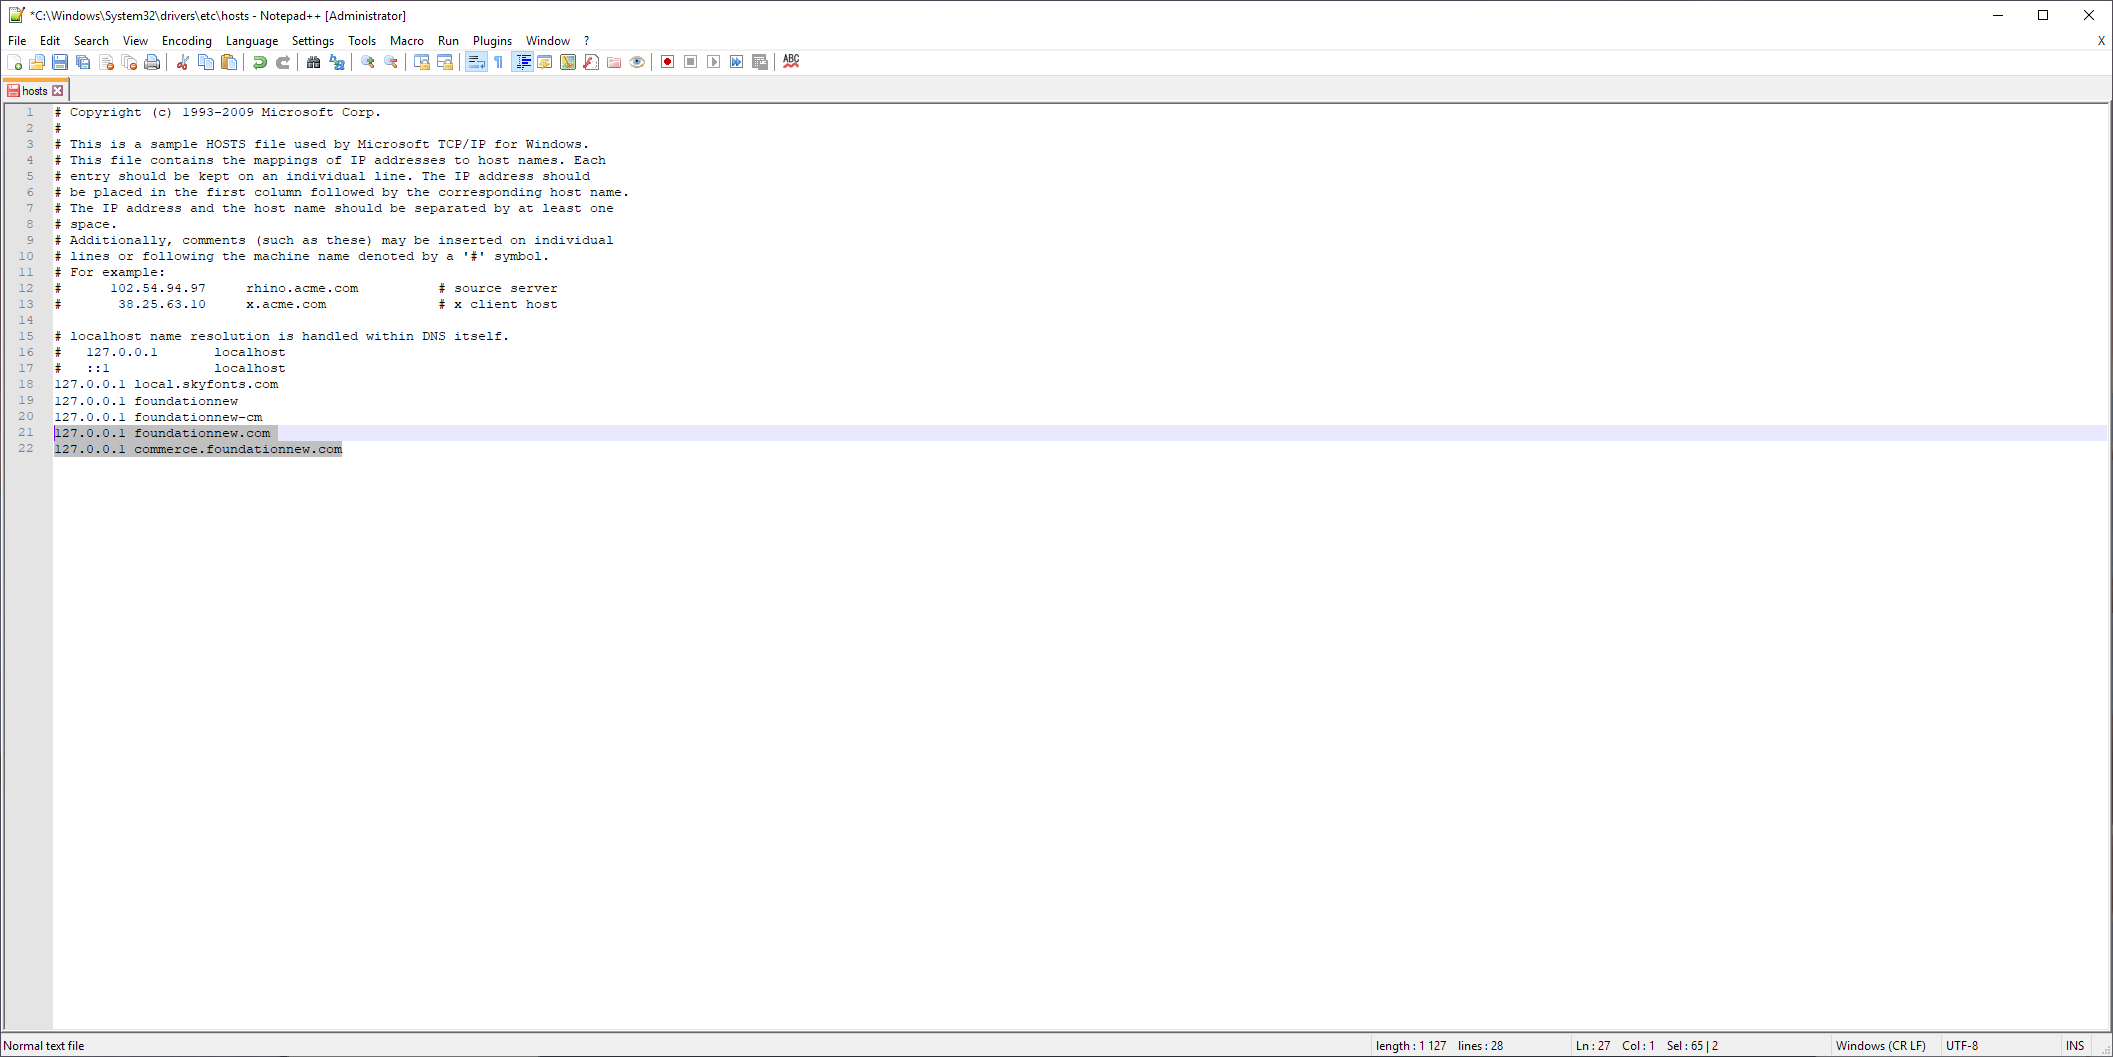 *C:\Windows\System32\drivers\etc\hosts - Notepad++ [Administrator]
File Edit Search View Encoding Language Settings Tools Macro Run Plugins Window ? X
ABC
hosts
1 # Copyright (c) 1993-2009 Microsoft Corp.
2 #
3 # This is a sample HOSTS file used by Microsoft TCP/IP for Windows.
4 # This file contains the mappings of IP addresses to host names. Each
5 # entry should be kept on an individual line. The IP address should
6 # be placed in the first column followed by the corresponding host name.
7 # The IP address and the host name should be separated by at least one
8 # space.
9 # Additionally, comments (such as these) may be inserted on individual
10 # lines or following the machine name denoted by a '#' symbol.
11 # For example:
12 #      102.54.94.97     rhino.acme.com          # source server
13 #       38.25.63.10     x.acme.com              # x client host
14
15 # localhost name resolution is handled within DNS itself.
16 #   127.0.0.1       localhost
17 #   ::1             localhost
18 127.0.0.1 local.skyfonts.com
19 127.0.0.1 foundationnew
20 127.0.0.1 foundationnew-cm
21 127.0.0.1 foundationnew.com
22 127.0.0.1 commerce.foundationnew.com
Normal text file length : 1 127 lines : 28 Ln : 27 Col : 1 Sel : 65 | 2 Windows (CR LF) UTF-8 INS